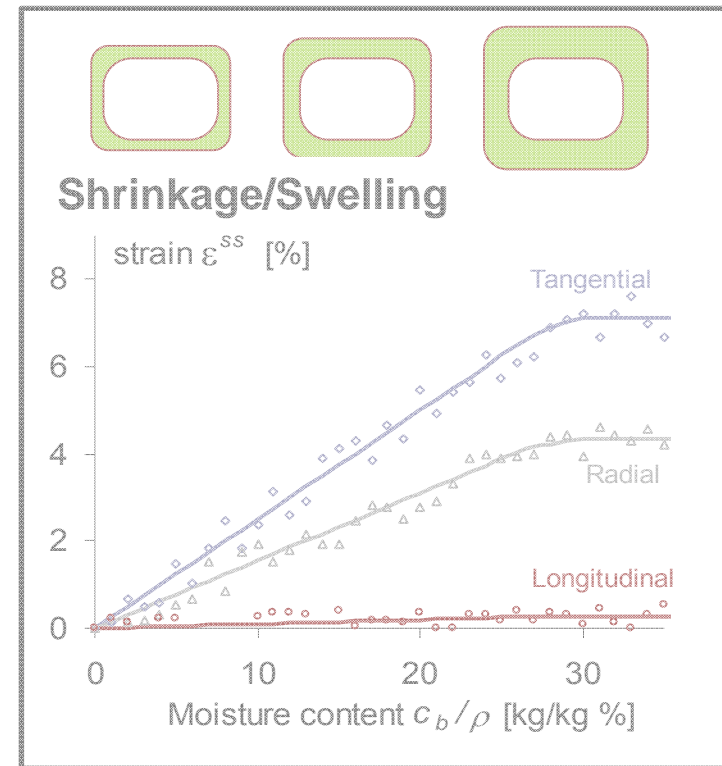 Shrinkage/Swelling
strain ε^ss [%]
8
Tangential
6
4
Radial
2
Longitudinal
0
0 10 20 30
Moisture content c_b/ρ [kg/kg %]